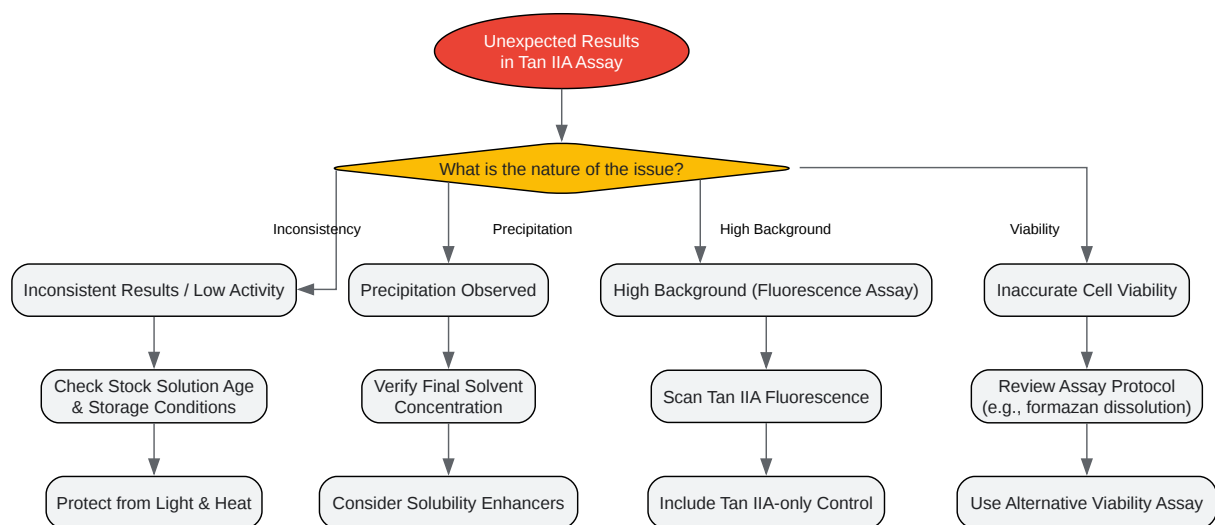 Unexpected Results
in Tan IIA Assay
What is the nature of the issue?
Inconsistency
Precipitation
High Background
Viability
Inconsistent Results / Low Activity
Precipitation Observed
High Background (Fluorescence Assay)
Inaccurate Cell Viability
Check Stock Solution Age
& Storage Conditions
Verify Final Solvent
Concentration
Scan Tan IIA Fluorescence
Review Assay Protocol
(e.g., formazan dissolution)
Protect from Light & Heat
Consider Solubility Enhancers
Include Tan IIA-only Control
Use Alternative Viability Assay